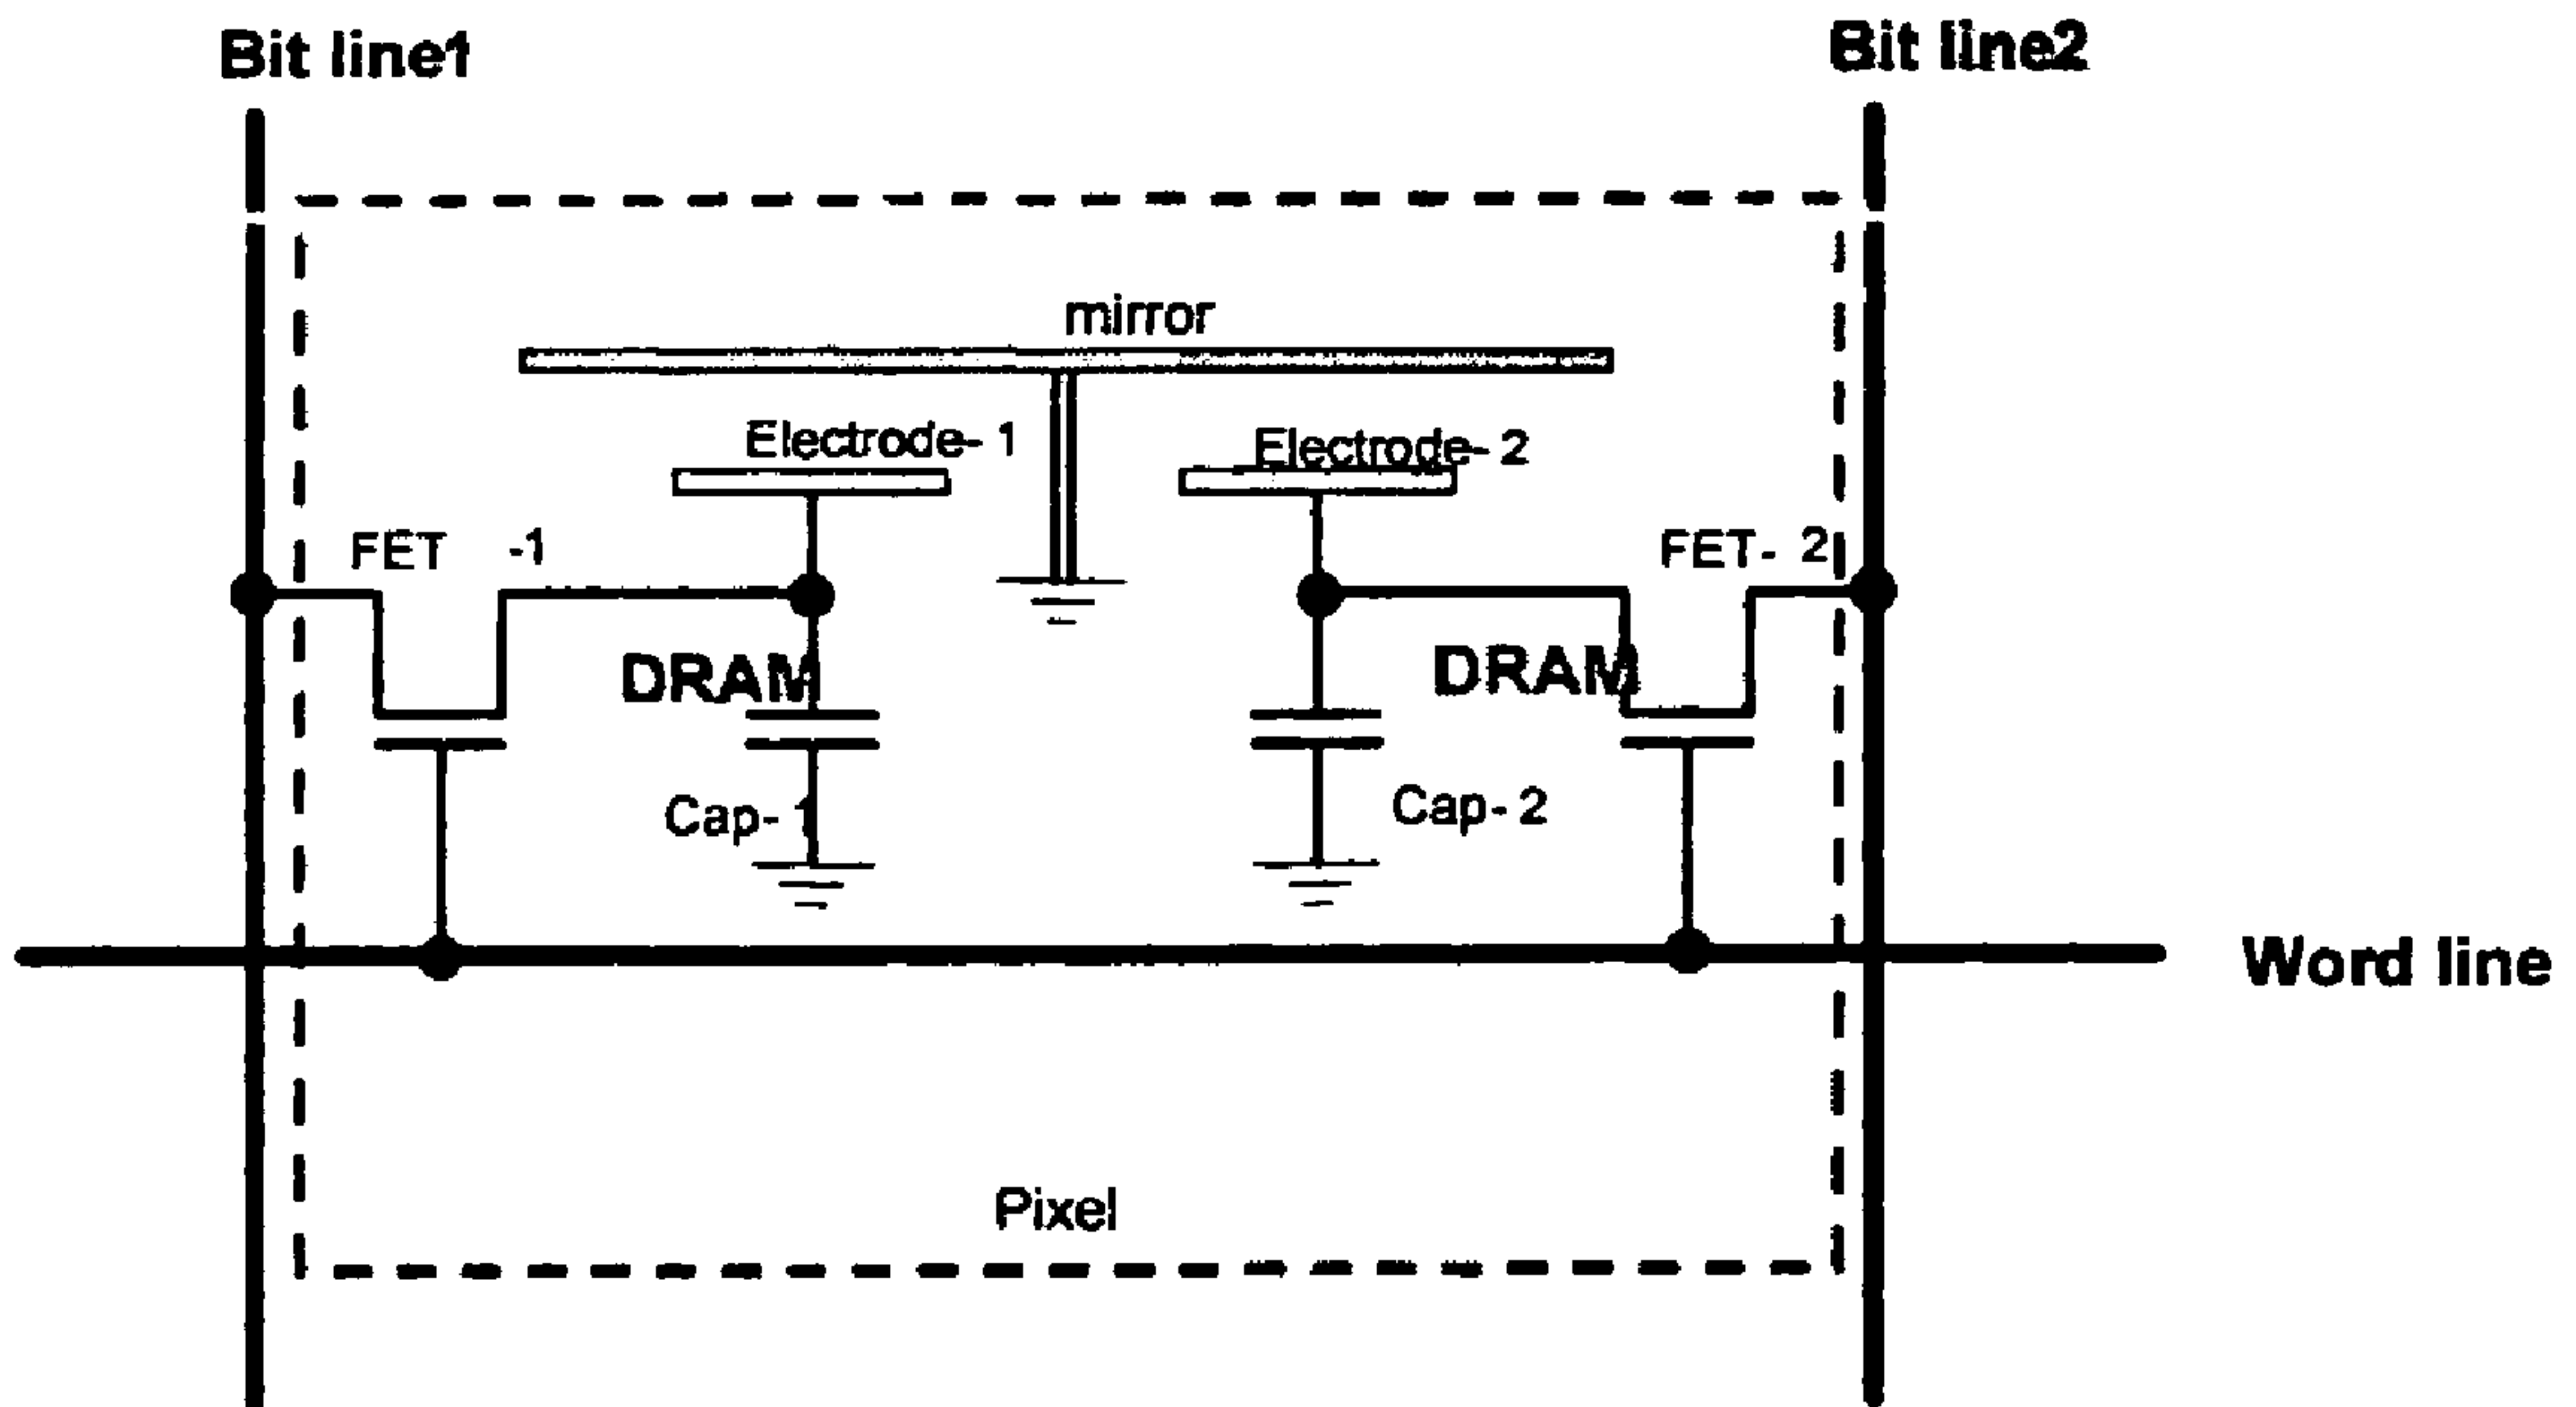 Bit line1
Bit line2
mirror
Electrode- 1
Electrode- 2
FET -1
FET- 2
DRAM
DRAM
Cap- 1
Cap- 2
Word line
Pixel